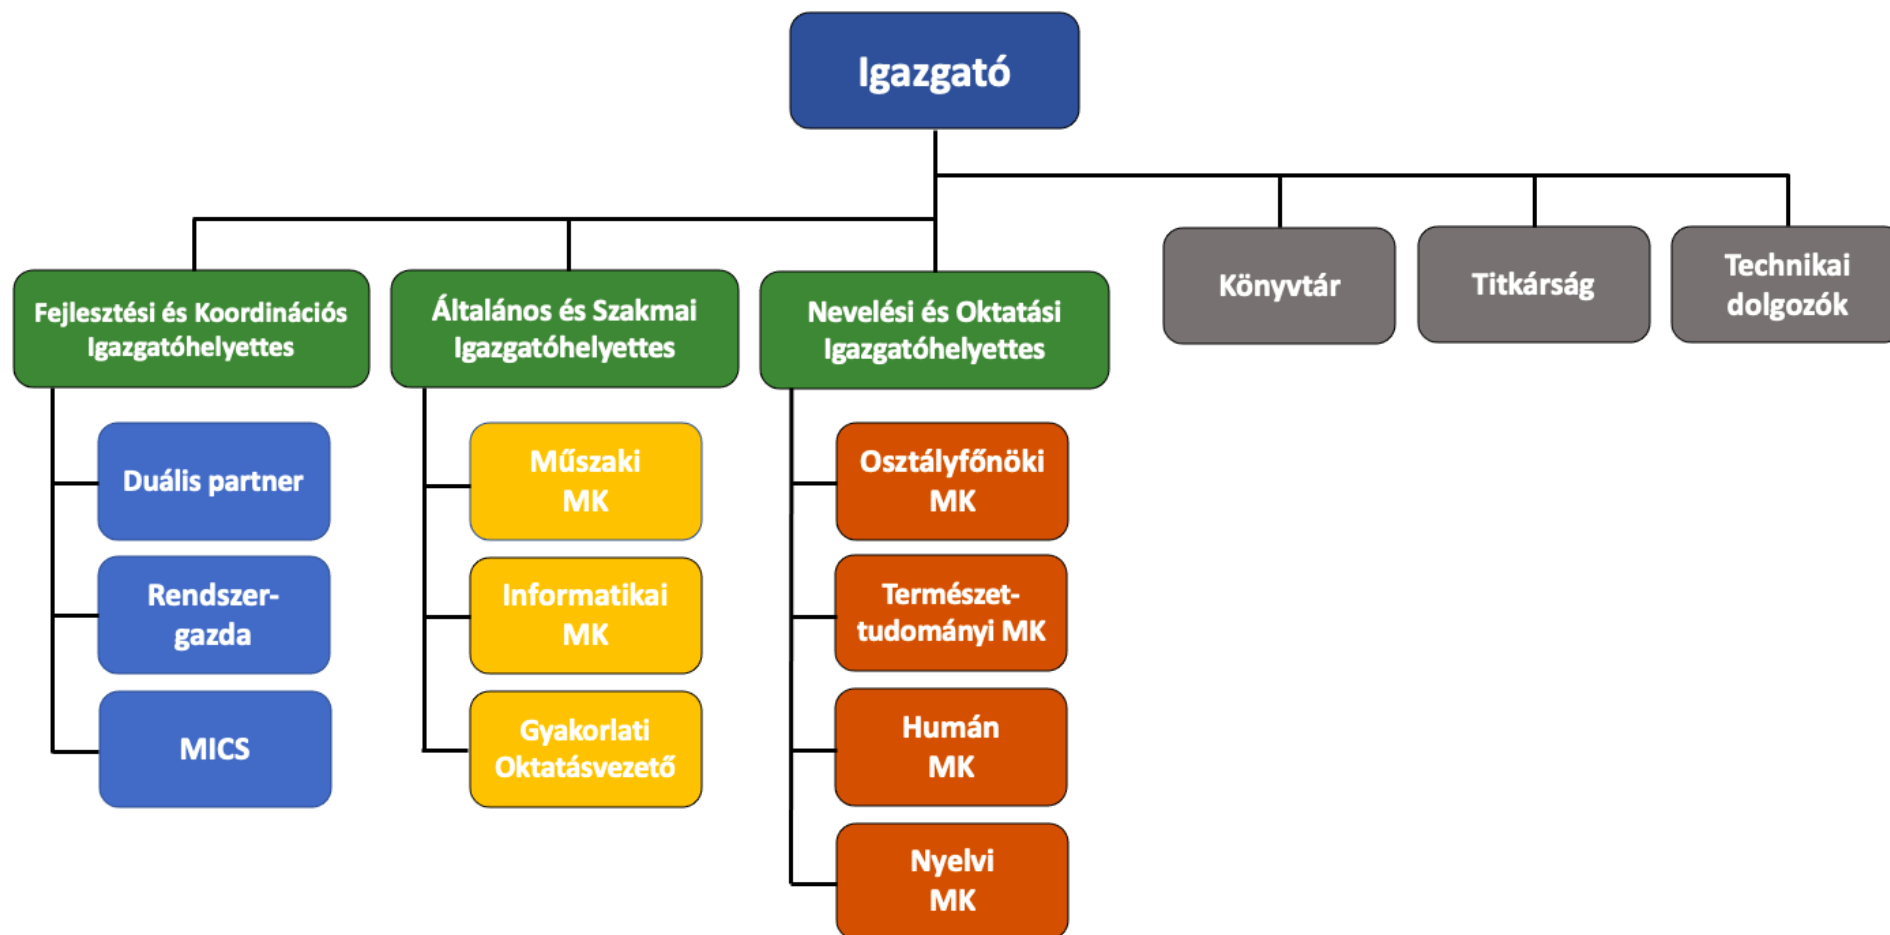 Igazgató
Fejlesztési és Koordinációs
Igazgatóhelyettes
Általános és Szakmai
Igazgatóhelyettes
Nevelési és Oktatási
Igazgatóhelyettes
Könyvtár
Titkárság
Technikai
dolgozók
Duális partner
Rendszer-
gazda
MICS
Műszaki
MK
Informatikai
MK
Gyakorlati
Oktatásvezető
Osztályfőnöki
MK
Természet-
tudományi MK
Humán
MK
Nyelvi
MK